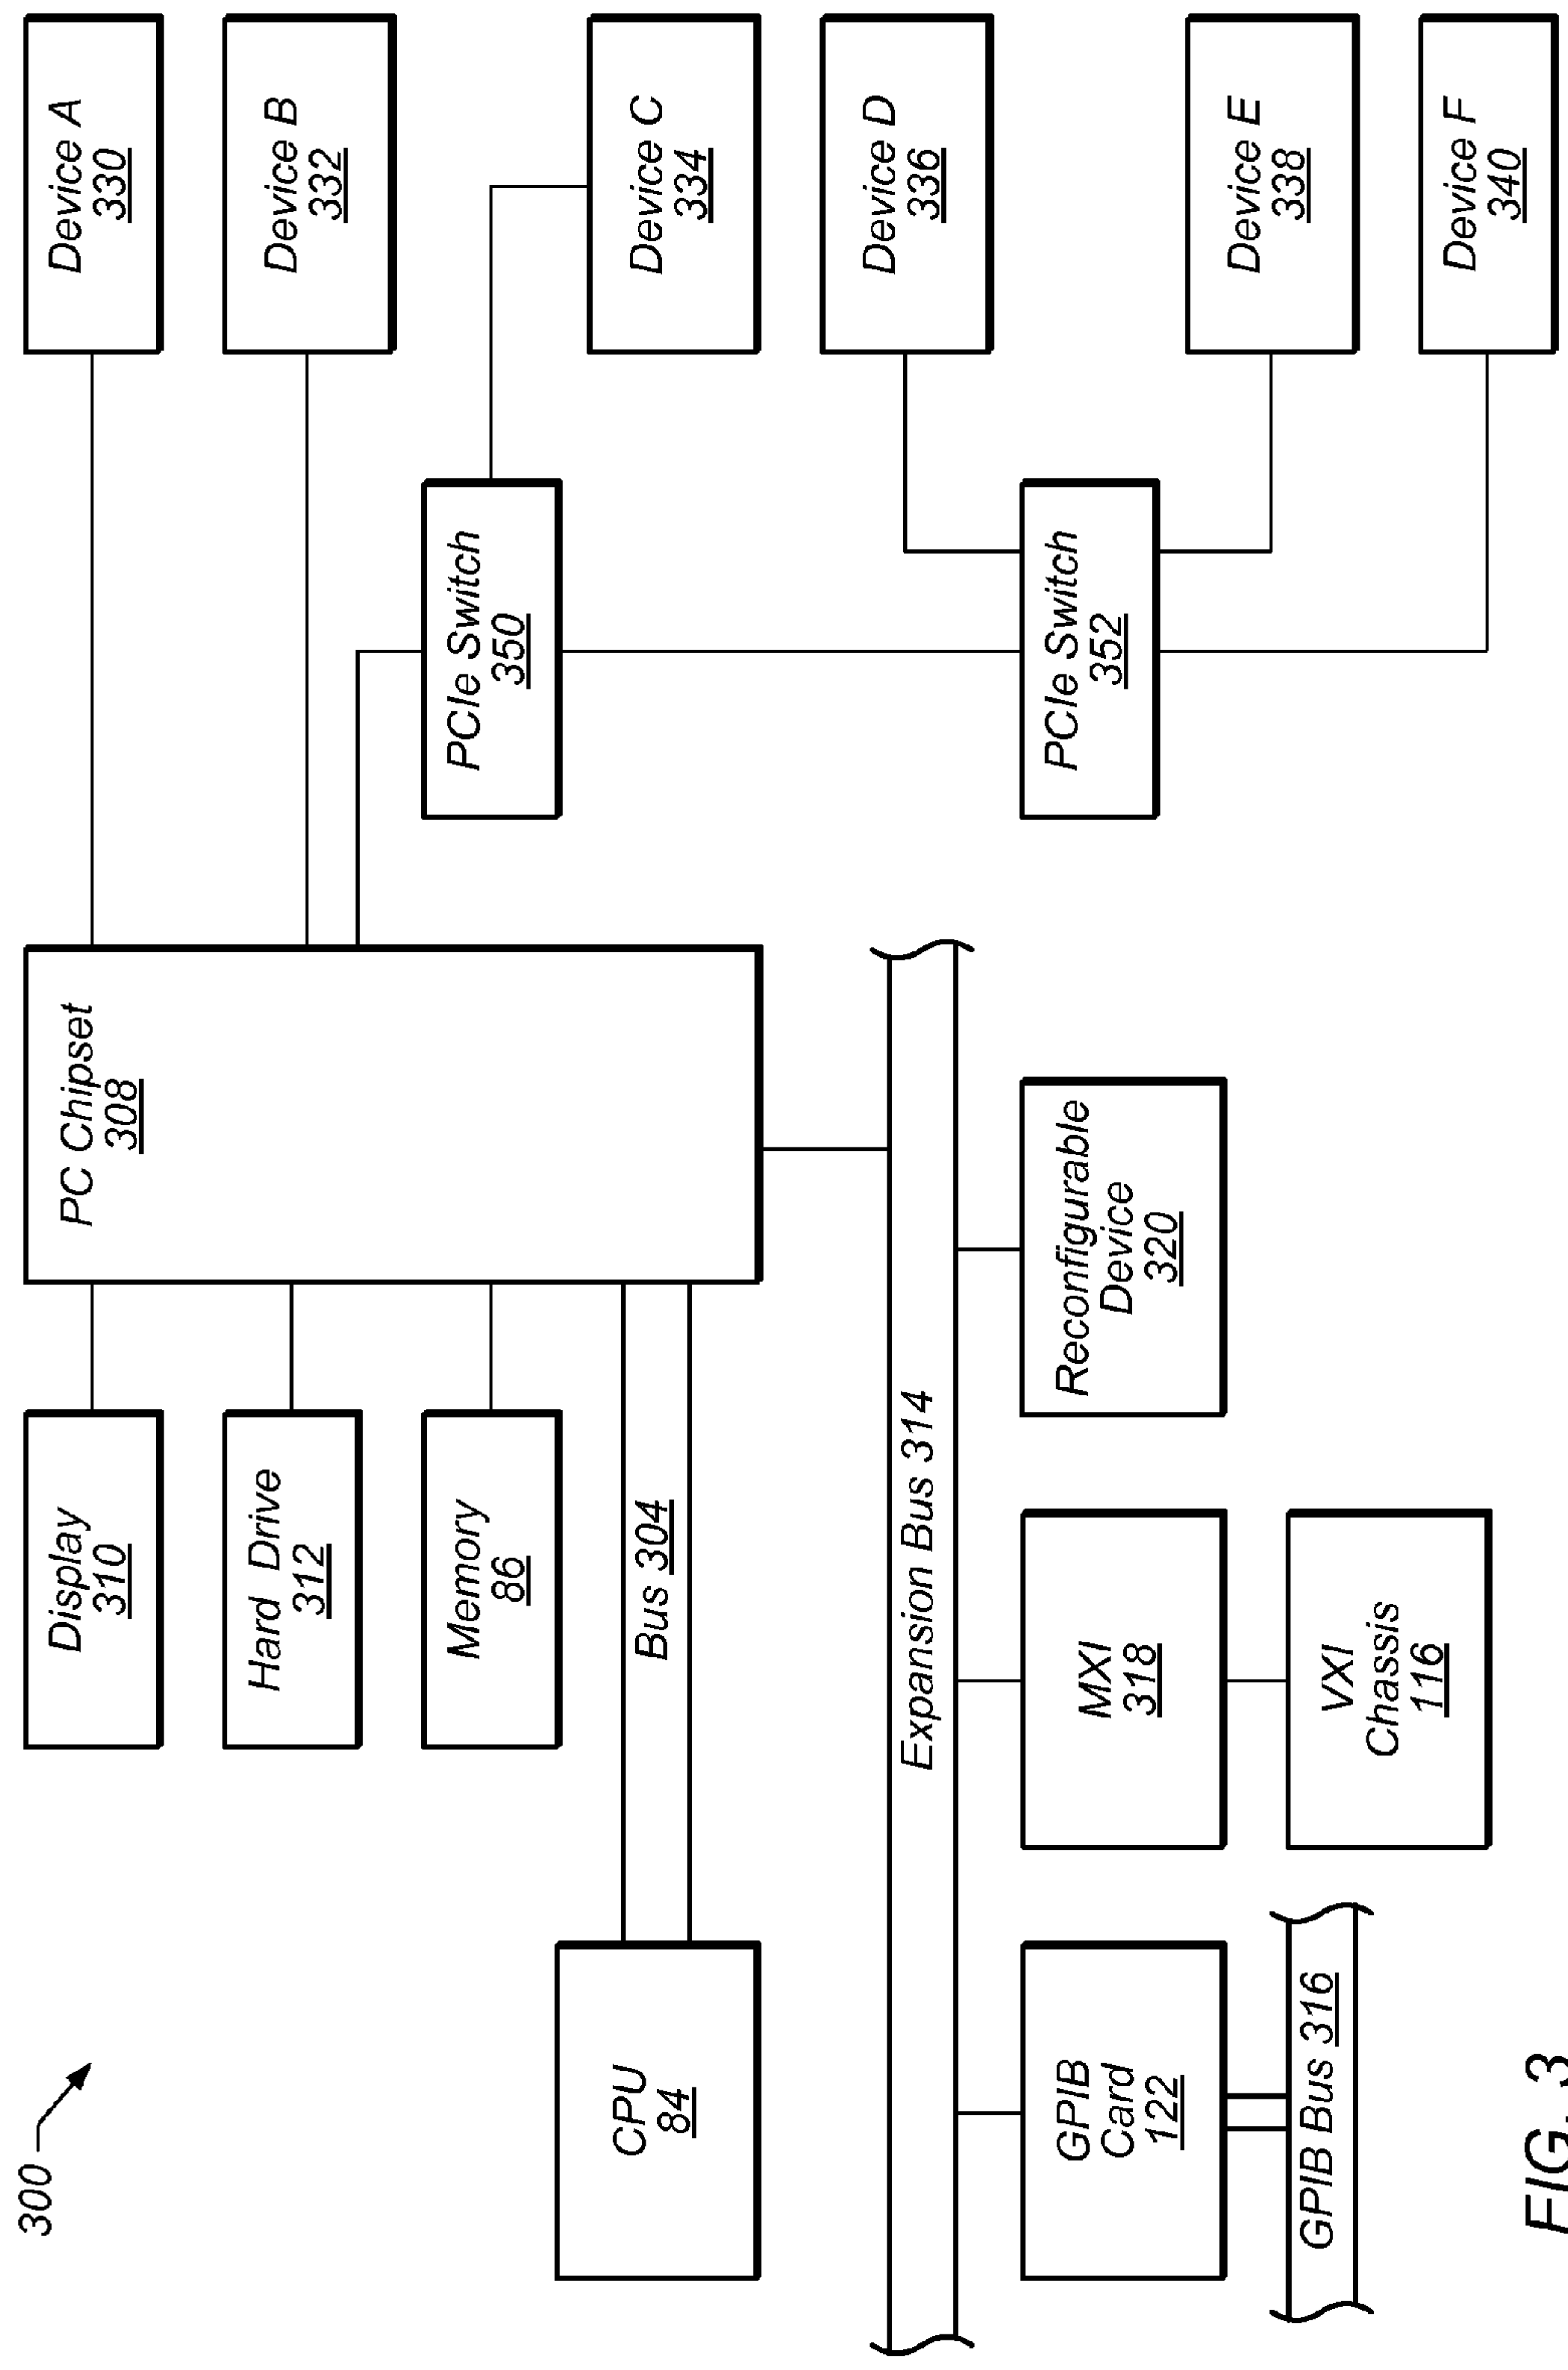 300
Display
310
Hard Drive
312
Memory
86
CPU
84
Bus 304
PC Chipset
308
Device A
330
Device B
332
PCIe Switch
350
Device C
334
Device D
336
PCIe Switch
352
Device E
338
Device F
340
Expansion Bus 314
GPIB
Card
122
MXI
318
Reconfigurable
Device
320
GPIB Bus 316
VXI
Chassis
116
FIG. 3